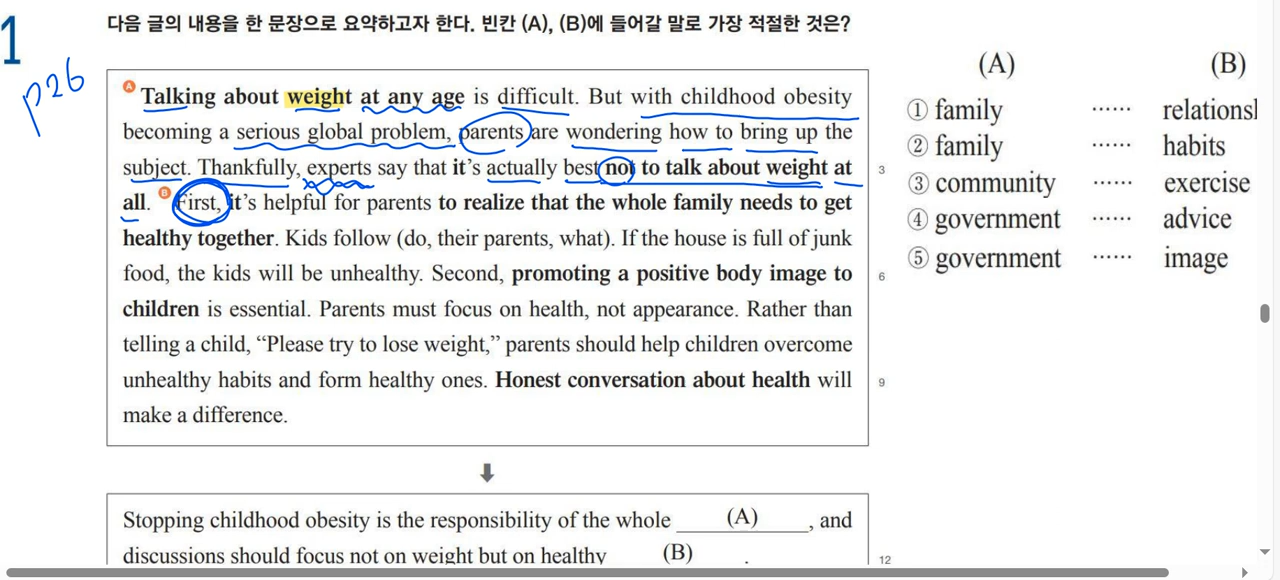 1
p26
다음 글의 내용을 한 문장으로 요약하고자 한다. 빈칸 (A), (B)에 들어갈 말로 가장 적절한 것은?
A Talking about weight at any age is difficult. But with childhood obesity
becoming a serious global problem, parents are wondering how to bring up the
subject. Thankfully, experts say that it's actually best not to talk about weight at
3
all. B First, it's helpful for parents to realize that the whole family needs to get
healthy together. Kids follow (do, their parents, what). If the house is full of junk
food, the kids will be unhealthy. Second, promoting a positive body image to
6
children is essential. Parents must focus on health, not appearance. Rather than
telling a child, “Please try to lose weight,” parents should help children overcome
unhealthy habits and form healthy ones. Honest conversation about health will
9
make a difference.
Stopping childhood obesity is the responsibility of the whole (A) , and
discussions should focus not on weight but on healthy (B) .
12
(A) (B)
① family ······ relationsl
② family ······ habits
③ community ······ exercise
④ government ······ advice
⑤ government ······ image